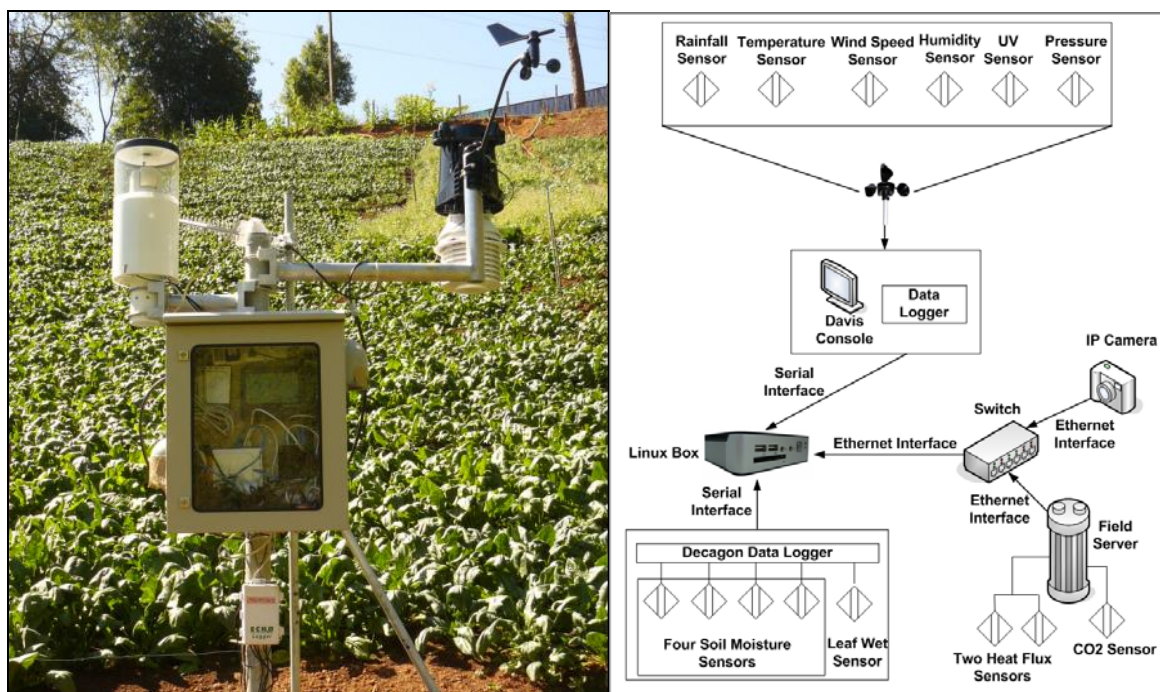 ECH2O
Logger
Rainfall
Sensor
Temperature
Sensor
Wind Speed
Sensor
Humidity
Sensor
UV
Sensor
Pressure
Sensor
Davis
Console
Data
Logger
IP Camera
Serial
Interface
Switch
Ethernet
Interface
Linux Box
Ethernet Interface
Serial
Interface
Ethernet
Interface
Field
Server
Decagon Data Logger
Four Soil Moisture
Sensors
Leaf Wet
Sensor
Two Heat Flux
Sensors
CO2 Sensor